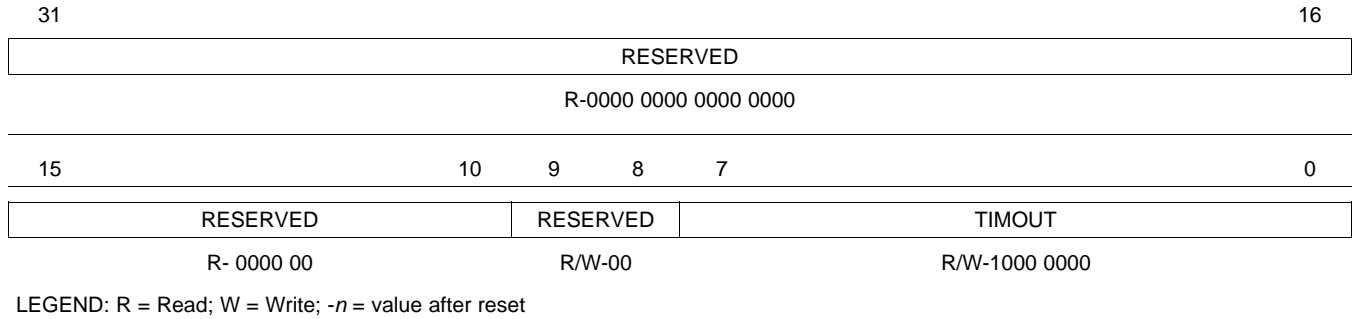 31 16
RESERVED
R-0000 0000 0000 0000
15 10 9 8 7 0
RESERVED RESERVED TIMOUT
R- 0000 00 R/W-00 R/W-1000 0000
LEGEND: R = Read; W = Write; -n = value after reset